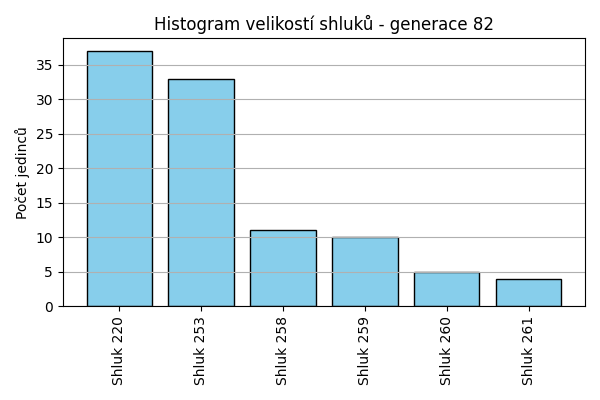 Histogram velikostí shluků - generace 82
Počet jedinců
35
30
25
20
15
10
5
0
Shluk 220
Shluk 253
Shluk 258
Shluk 259
Shluk 260
Shluk 261